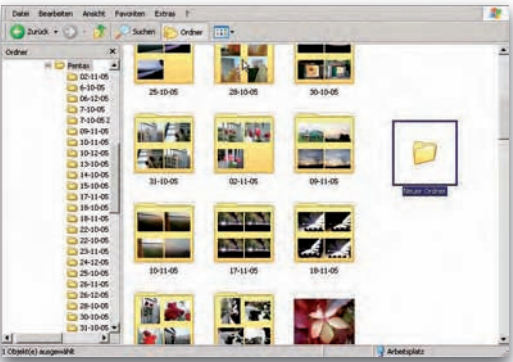 Datei Bearbeiten Ansicht Favoriten Extras ?
Zurück Suchen Ordner
Ordner
Pentax
02-11-05
6-10-05
06-12-05
7-10-05
7-10-05 2
09-11-05
10-11-05
10-12-05
13-10-05
14-10-05
15-10-05
17-11-05
18-10-05
18-11-05
22-10-05
22-10-05
23-11-05
24-12-05
25-10-05
26-11-05
26-12-05
28-10-05
30-10-05
31-10-05
25-10-05 28-10-05 30-10-05
31-10-05 02-11-05 09-11-05
Neuer Ordner
10-11-05 17-11-05 18-11-05
1 Objekt(e) ausgewählt
Arbeitsplatz